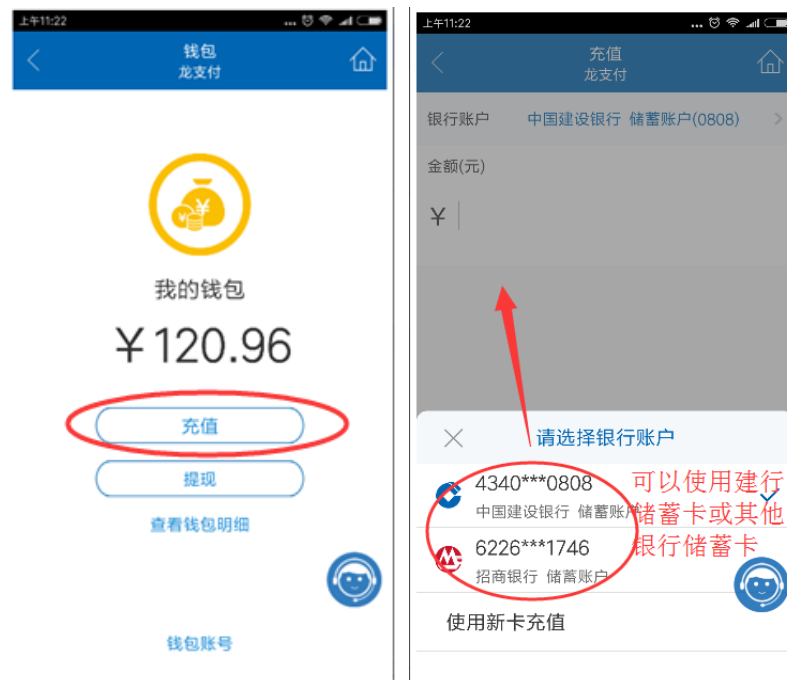 上午11:22
...
钱包
龙支付
我的钱包
￥120.96
充值
提现
查看钱包明细
钱包账号
上午11:22
...
充值
龙支付
银行账户 中国建设银行 储蓄账户(0808)
金额(元)
￥
请选择银行账户
4340***0808
中国建设银行 储蓄账户
6226***1746
招商银行 储蓄账户
使用新卡充值
可以使用建行
储蓄卡或其他
银行储蓄卡